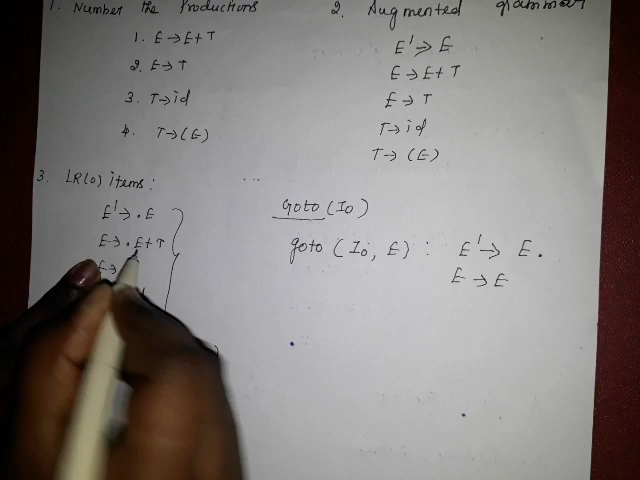 1. Number the Productions
1. E → E + T
2. E → T
3. T → id
4. T → (E)
2. Augmented grammar
E' → E
E → E + T
E → T
T → id
T → (E)
3. LR(0) items:
E' → . E
E → . E + T
E →
Goto (I0)
goto (I0, E) : E' → E.
E → E